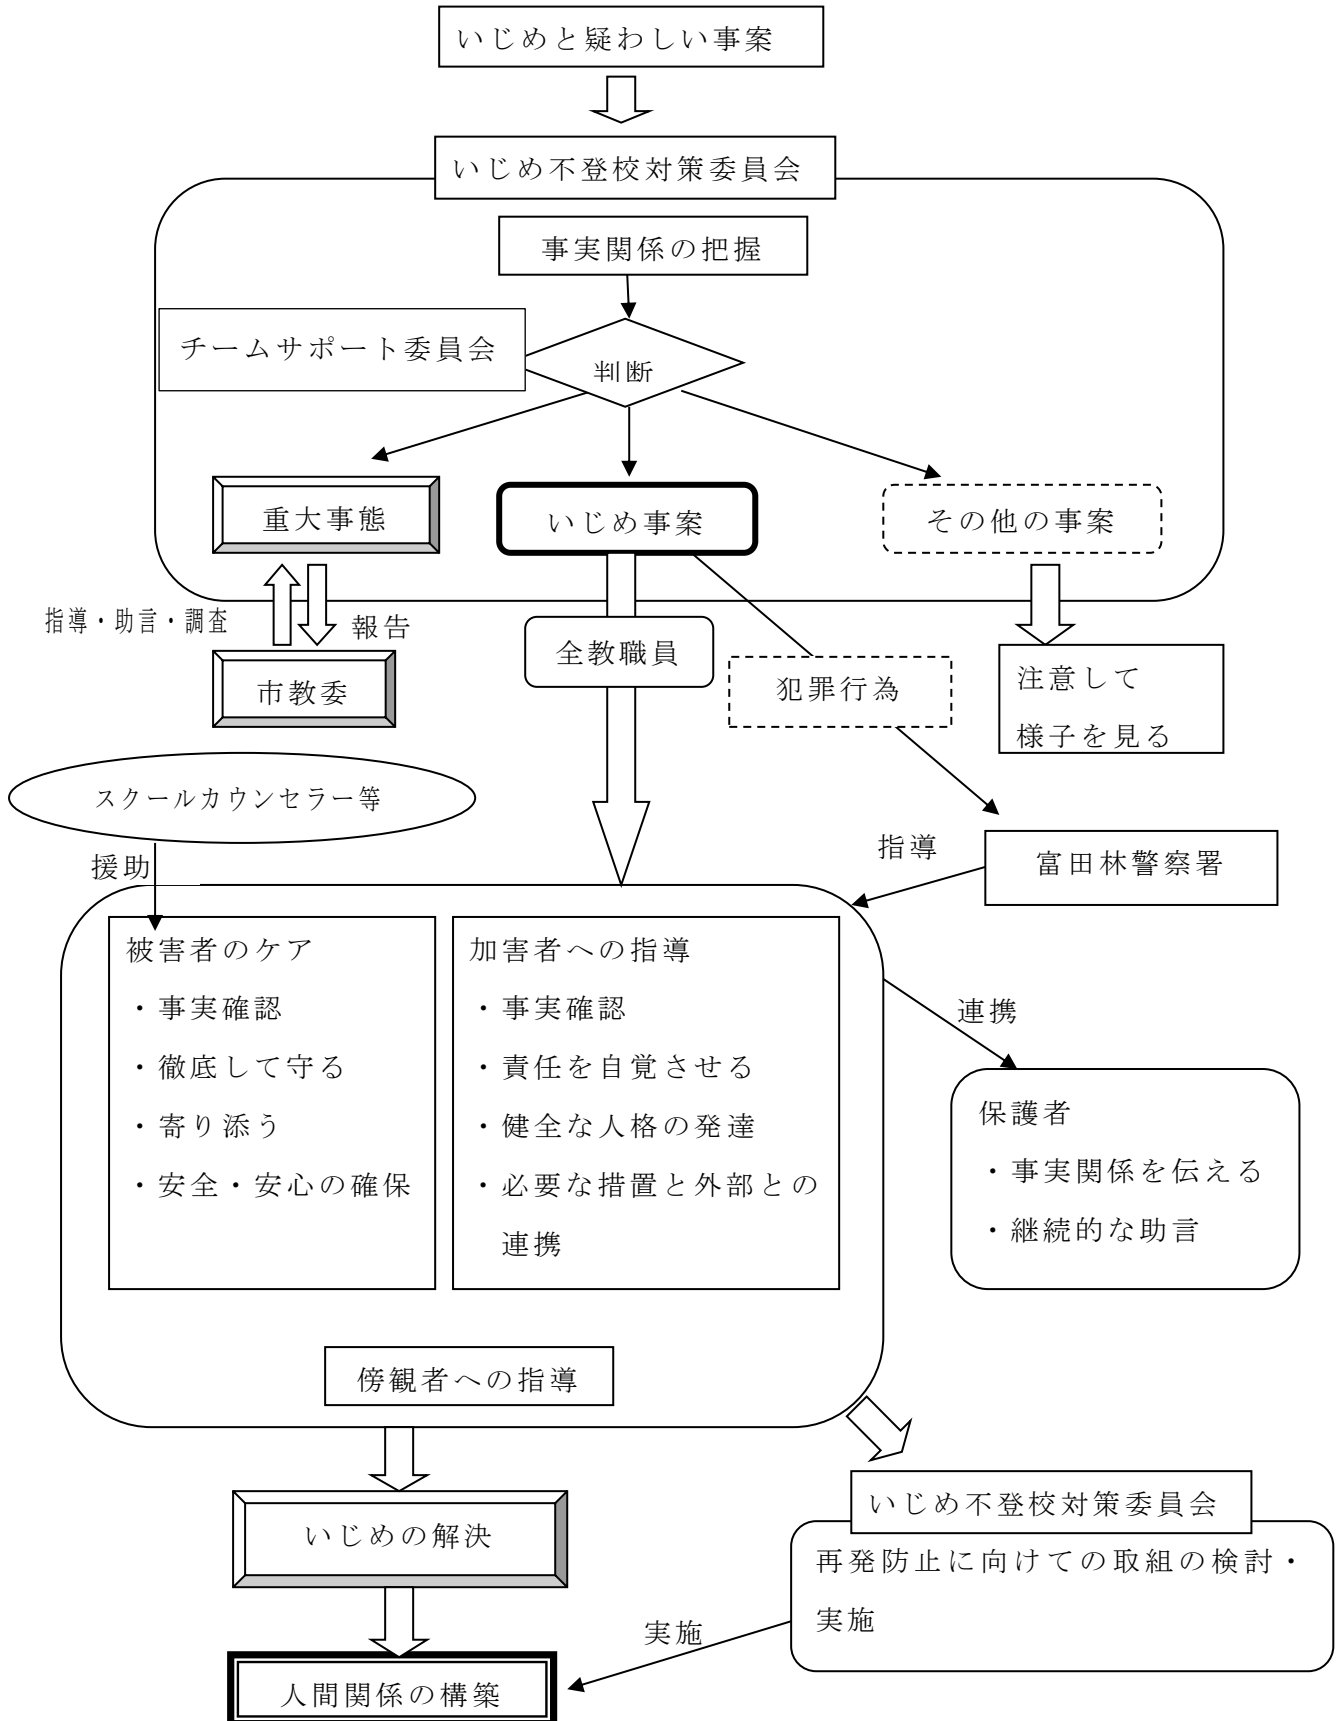 いじめと疑わしい事案
いじめ不登校対策委員会
事実関係の把握
チームサポート委員会
判断
重大事態
いじめ事案
その他の事案
指導・助言・調査
報告
全教職員
市教委
犯罪行為
注意して
様子を見る
スクールカウンセラー等
援助
指導
富田林警察署
被害者のケア
・事実確認
・徹底して守る
・寄り添う
・安全・安心の確保
加害者への指導
・事実確認
・責任を自覚させる
・健全な人格の発達
・必要な措置と外部との
連携
連携
保護者
・事実関係を伝える
・継続的な助言
傍観者への指導
いじめの解決
いじめ不登校対策委員会
再発防止に向けての取組の検討・
実施
実施
人間関係の構築